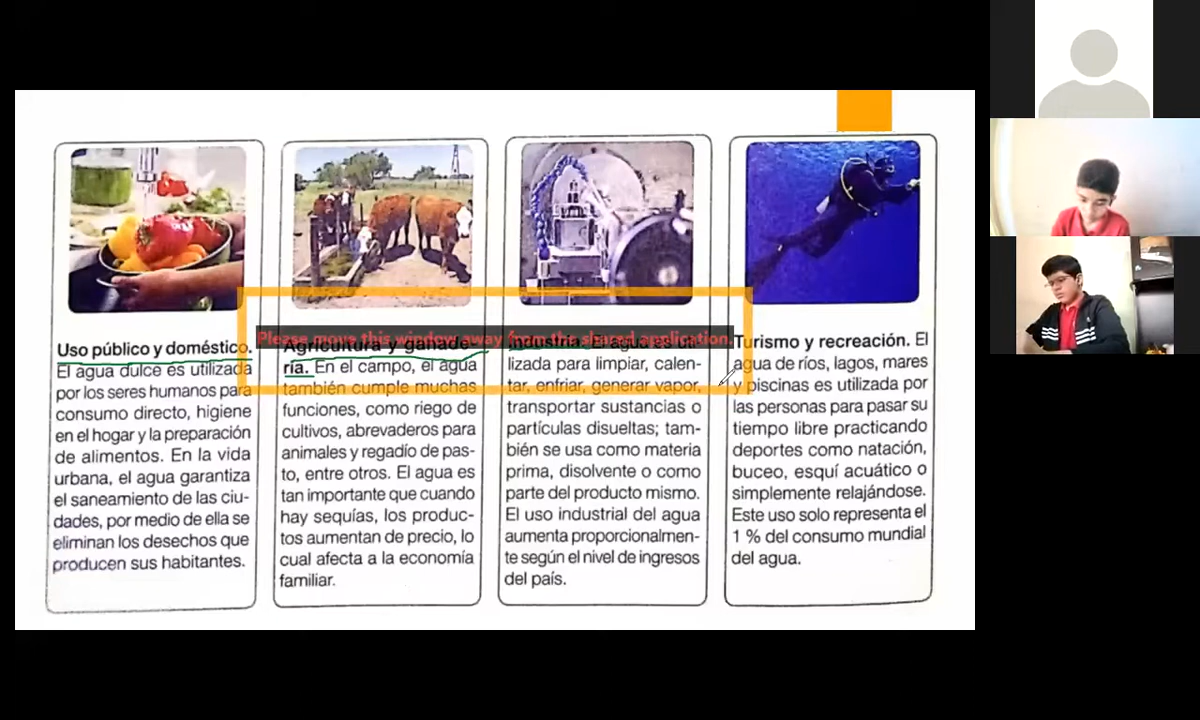 Uso público y doméstico.
El agua dulce es utilizada
por los seres humanos para
consumo directo, higiene
en el hogar y la preparación
de alimentos. En la vida
urbana, el agua garantiza
el saneamiento de las ciu-
dades, por medio de ella se
eliminan los desechos que
producen sus habitantes.
Please move this window away from the shared application.
Agricultura y ganade-
ría. En el campo, el agua
también cumple muchas
funciones, como riego de
cultivos, abrevaderos para
animales y regadío de pas-
to, entre otros. El agua es
tan importante que cuando
hay sequías, los produc-
tos aumentan de precio, lo
cual afecta a la economía
familiar.
Industria. El agua es uti-
lizada para limpiar, calen-
tar, enfriar, generar vapor,
transportar sustancias o
partículas disueltas; tam-
bién se usa como materia
prima, disolvente o como
parte del producto mismo.
El uso industrial del agua
aumenta proporcionalmen-
te según el nivel de ingresos
del país.
Turismo y recreación. El
agua de ríos, lagos, mares
y piscinas es utilizada por
las personas para pasar su
tiempo libre practicando
deportes como natación,
buceo, esquí acuático o
simplemente relajándose.
Este uso solo representa el
1 % del consumo mundial
del agua.